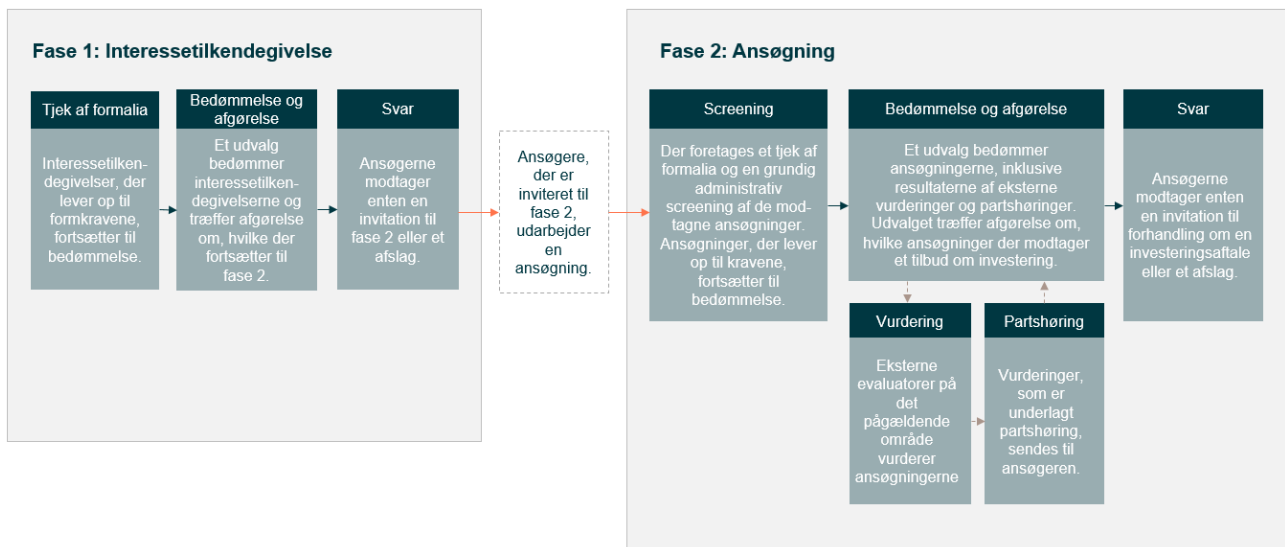 Fase 1: Interessetilkendegivelse
Tjek af formalia
Interessetilken-
degivelser, der
lever op til
formkravene,
fortsætter til
bedømmelse.
Bedømmelse og
afgørelse
Et udvalg
bedømmer
interessetilken-
degivelserne og
træffer afgørelse
om, hvilke der
fortsætter til
fase 2.
Svar
Ansøgerne
modtager
enten en
invitation til
fase 2 eller et
afslag.
Ansøgere,
der er
inviteret til
fase 2,
udarbejder
en
ansøgning.
Fase 2: Ansøgning
Screening
Der foretages et tjek af
formalia og en grundig
administrativ
screening af de mod-
tagne ansøgninger.
Ansøgninger, der lever
op til kravene,
fortsætter til
bedømmelse.
Bedømmelse og afgørelse
Et udvalg bedømmer
ansøgningerne, inklusive
resultaterne af eksterne
vurderinger og partshøringer.
Udvalget træffer afgørelse om,
hvilke ansøgninger der modtager
et tilbud om investering.
Vurdering
Eksterne
evaluatorer på
det
pågældende
område
vurderer
ansøgningerne
Partshøring
Vurderinger,
som er
underlagt
partshøring,
sendes til
ansøgeren.
Svar
Ansøgerne
modtager enten
en invitation til
forhandling om en
investeringsaftale
eller et afslag.